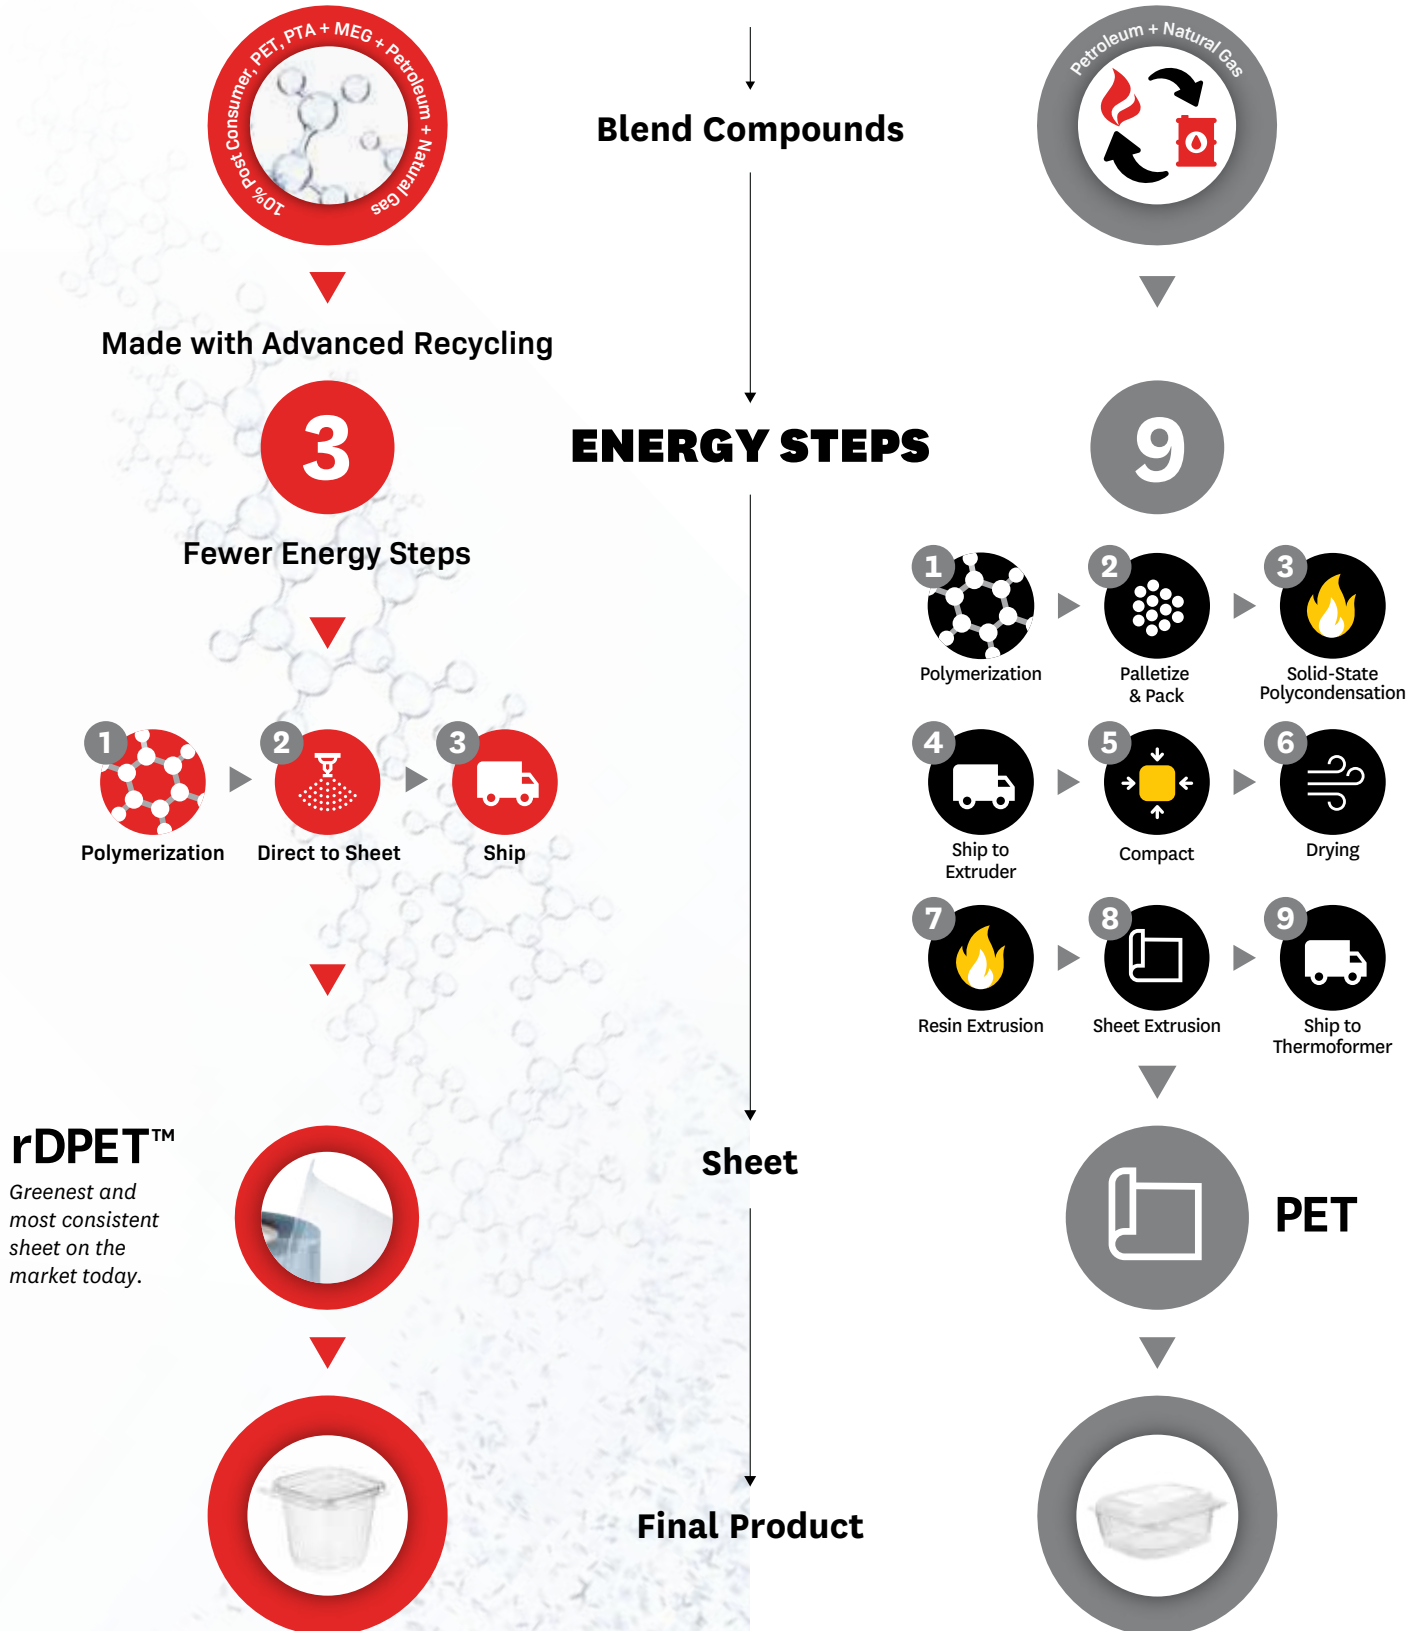 10% Post Consumer, PET, PTA + MEG + Petroleum + Natural Gas
Blend Compounds
Petroleum + Natural Gas
Made with Advanced Recycling
3
ENERGY STEPS
9
Fewer Energy Steps
1
Polymerization
2
Direct to Sheet
3
Ship
1
Polymerization
2
Palletize
& Pack
3
Solid-State
Polycondensation
4
Ship to
Extruder
5
Compact
6
Drying
7
Resin Extrusion
8
Sheet Extrusion
9
Ship to
Thermoformer
rDPET™
Greenest and
most consistent
sheet on the
market today.
Sheet
PET
Final Product